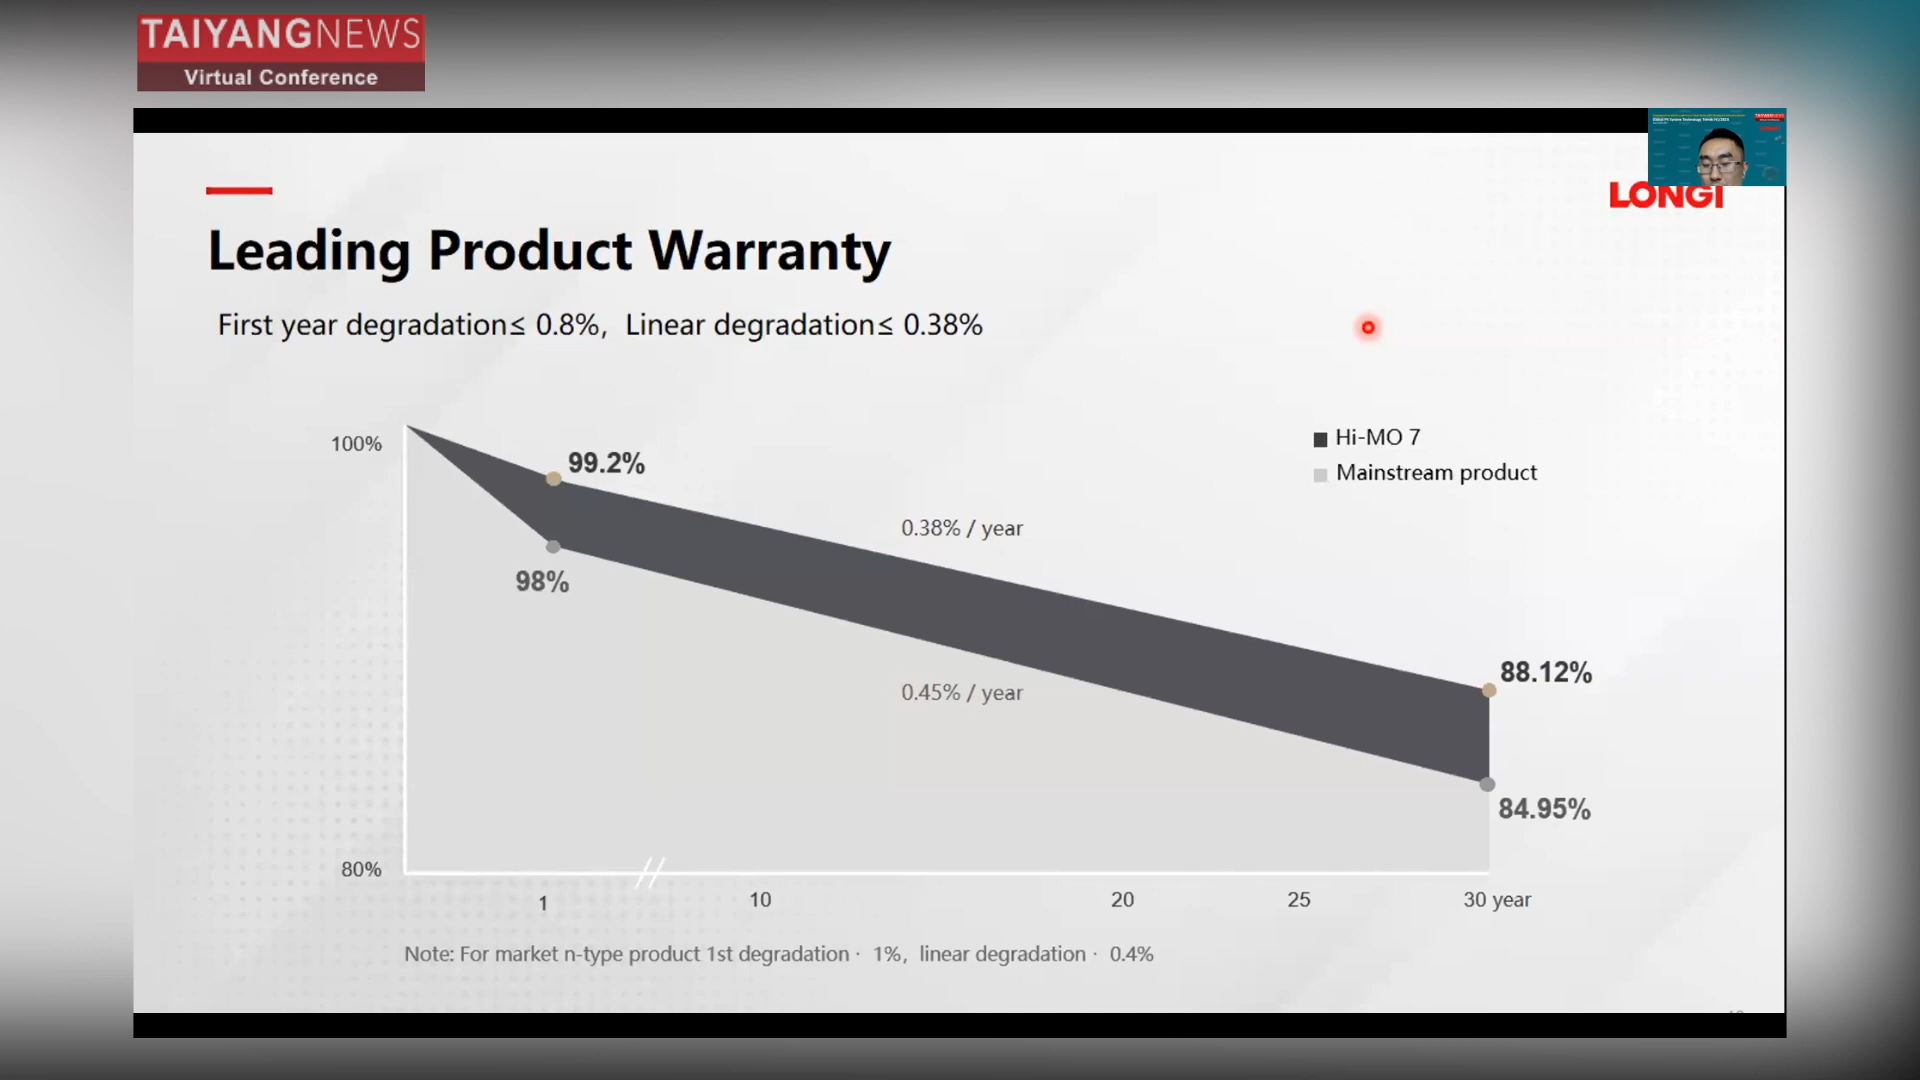 TAIYANGNEWS
Virtual Conference
LONGI
Leading Product Warranty
First year degradation≤ 0.8%, Linear degradation≤ 0.38%
Hi-MO 7
Mainstream product
100%
99.2%
98%
0.38% / year
0.45% / year
88.12%
84.95%
80%
1
10
20
25
30 year
Note: For market n-type product 1st degradation · 1%, linear degradation · 0.4%